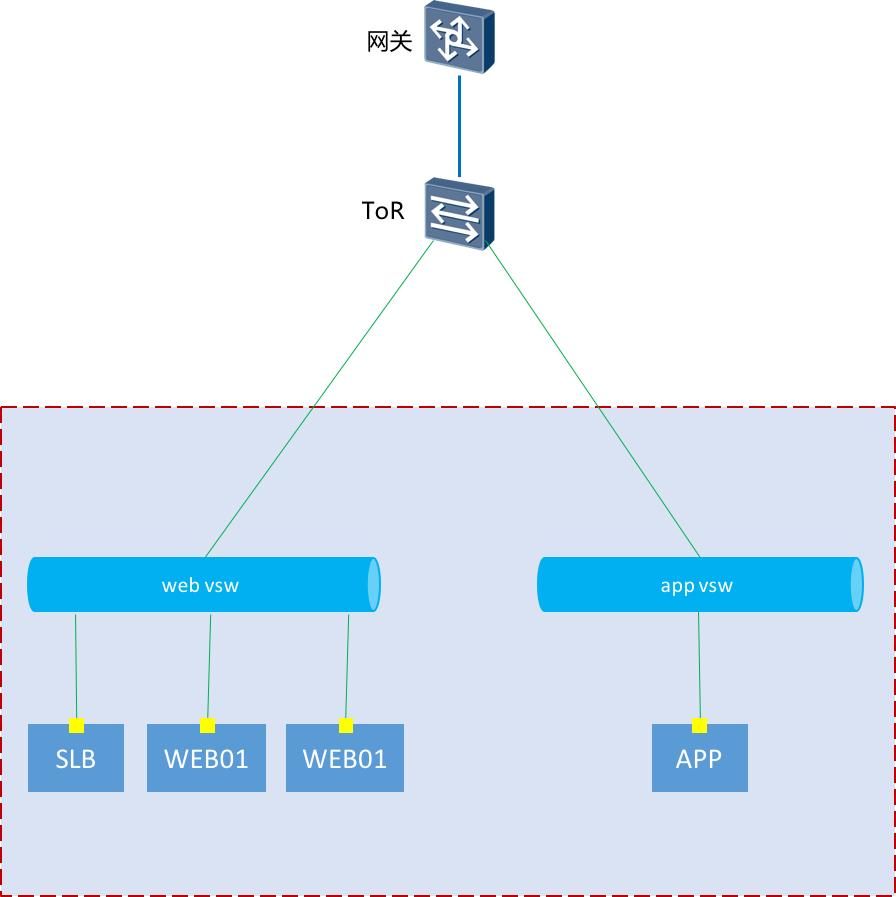 网关
ToR
web vsw
app vsw
SLB
WEB01
WEB01
APP